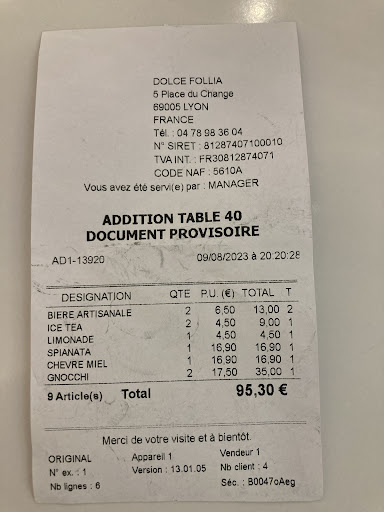 DOLCE FOLLIA
5 Place du Change
69005 LYON
FRANCE
Tél. : 04 78 98 36 04
N° SIRET : 81287407100010
TVA INT. : FR30812874071
CODE NAF : 5610A
Vous avez été servi(e) par : MANAGER
ADDITION TABLE 40
DOCUMENT PROVISOIRE
AD1-13920 09/08/2023 à 20:20:28
DESIGNATION QTE P.U. (€) TOTAL T
BIERE ARTISANALE 2 6,50 13,00 2
ICE TEA 2 4,50 9,00 1
LIMONADE 1 4,50 4,50 1
SPIANATA 1 16,90 16,90 1
CHEVRE MIEL 1 16,90 16,90 1
GNOCCHI 2 17,50 35,00 1
9 Article(s) Total 95,30 €
Merci de votre visite et à bientôt.
ORIGINAL Appareil 1 Vendeur 1
N° ex. : 1 Version : 13.01.05 Nb client : 4
Nb lignes : 6 Séc. : B0047oAeg